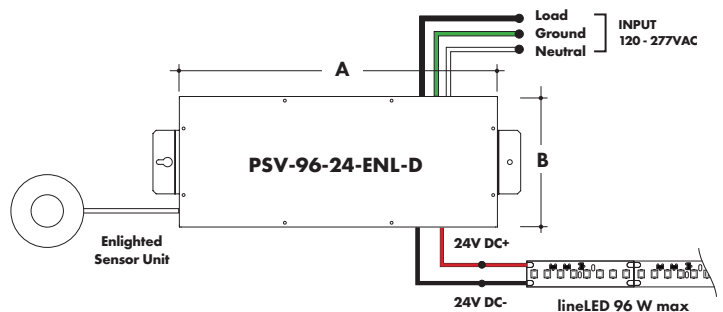 Load
Ground
Neutral
INPUT
120 - 277VAC
A
PSV-96-24-ENL-D
B
Enlighted
Sensor Unit
24V DC+
24V DC-
lineLED 96 W max